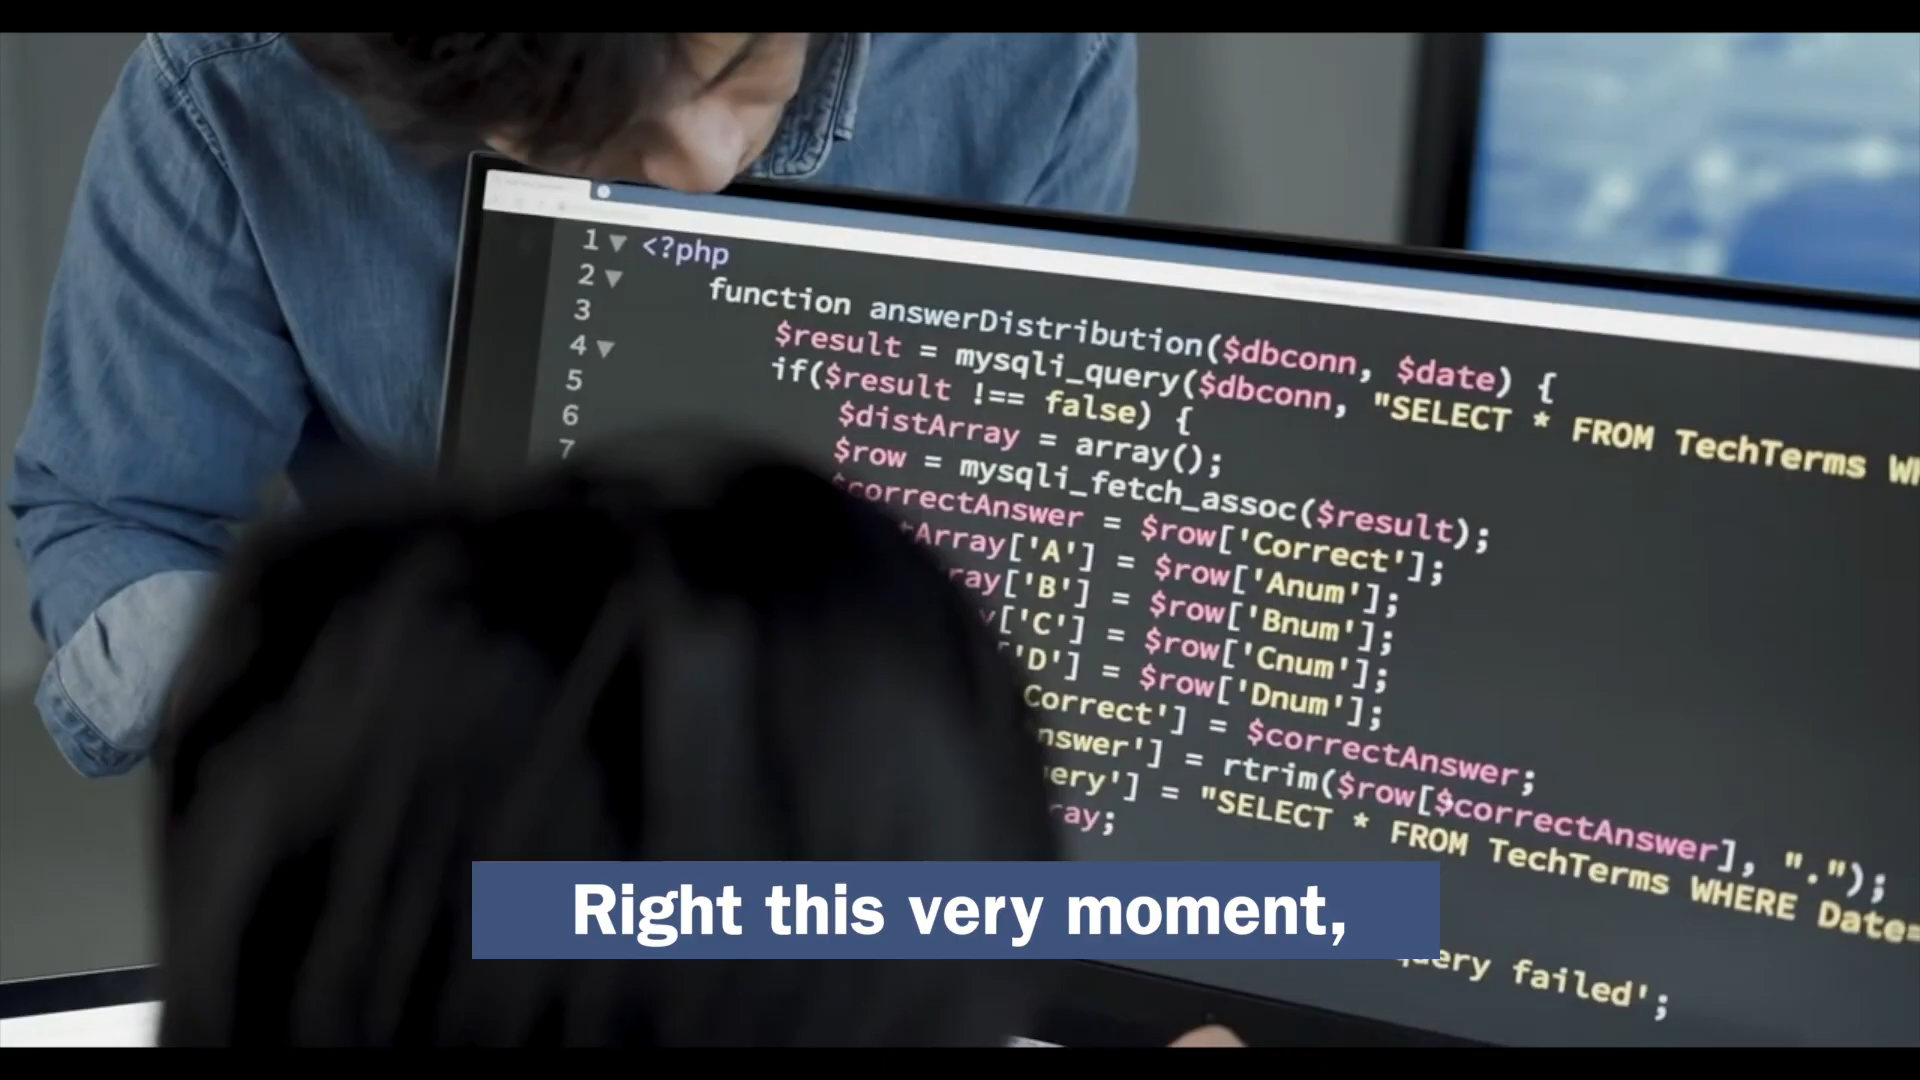 1 <?php
2 function answerDistribution($dbconn, $date) {
3 $result = mysqli_query($dbconn, "SELECT * FROM TechTerms
4 if($result !== false) {
5 $distArray = array();
6 $row = mysqli_fetch_assoc($result);
7 $correctAnswer = $row['Correct'];
Array['A'] = $row['Anum'];
ray['B'] = $row['Bnum'];
y['C'] = $row['Cnum'];
['D'] = $row['Dnum'];
Correct'] = $correctAnswer;
nswer'] = rtrim($row[$correctAnswer], ".");
ery'] = "SELECT * FROM TechTerms WHERE Date=
ray;
query failed';
Right this very moment,